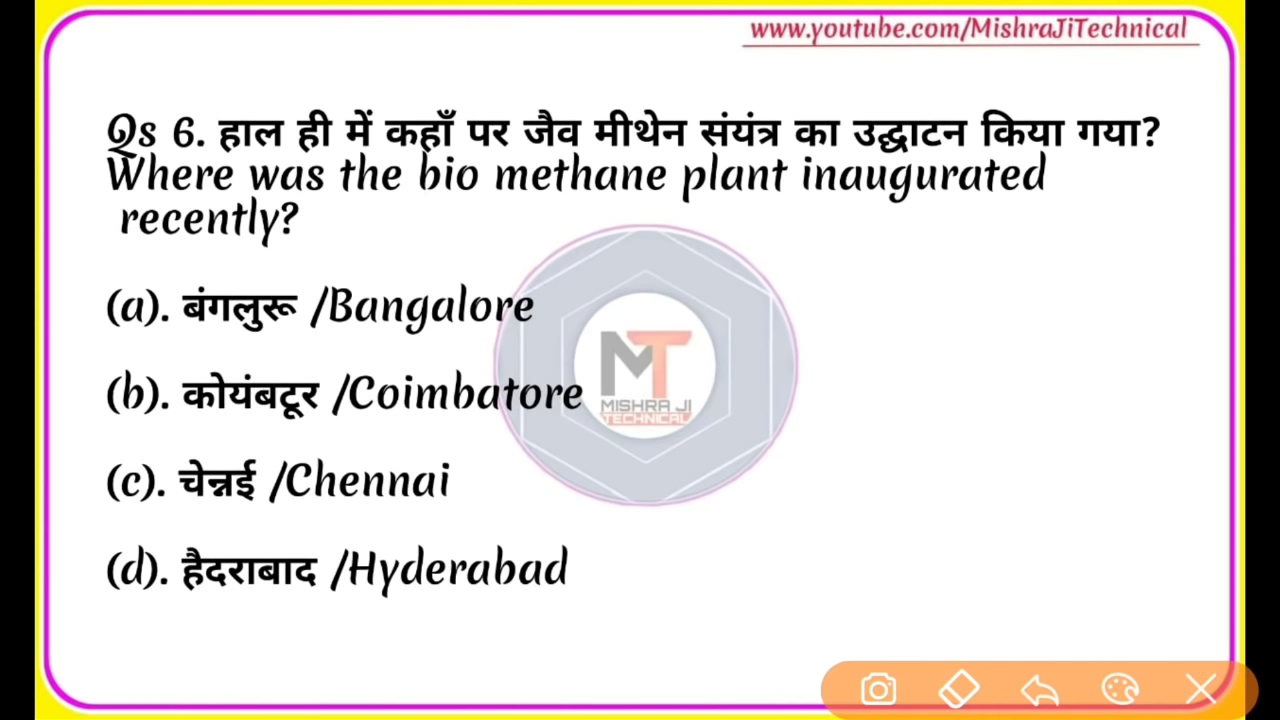 www.youtube.com/MishraJiTechnical
Qs 6. हाल ही में कहाँ पर जैव मीथेन संयंत्र का उद्घाटन किया गया?
Where was the bio methane plant inaugurated
recently?
(a). बंगलुरू /Bangalore
(b). कोयंबटूर /Coimbatore
(c). चेन्नई /Chennai
(d). हैदराबाद /Hyderabad
MT
MISHRA JI
TECHNICAL